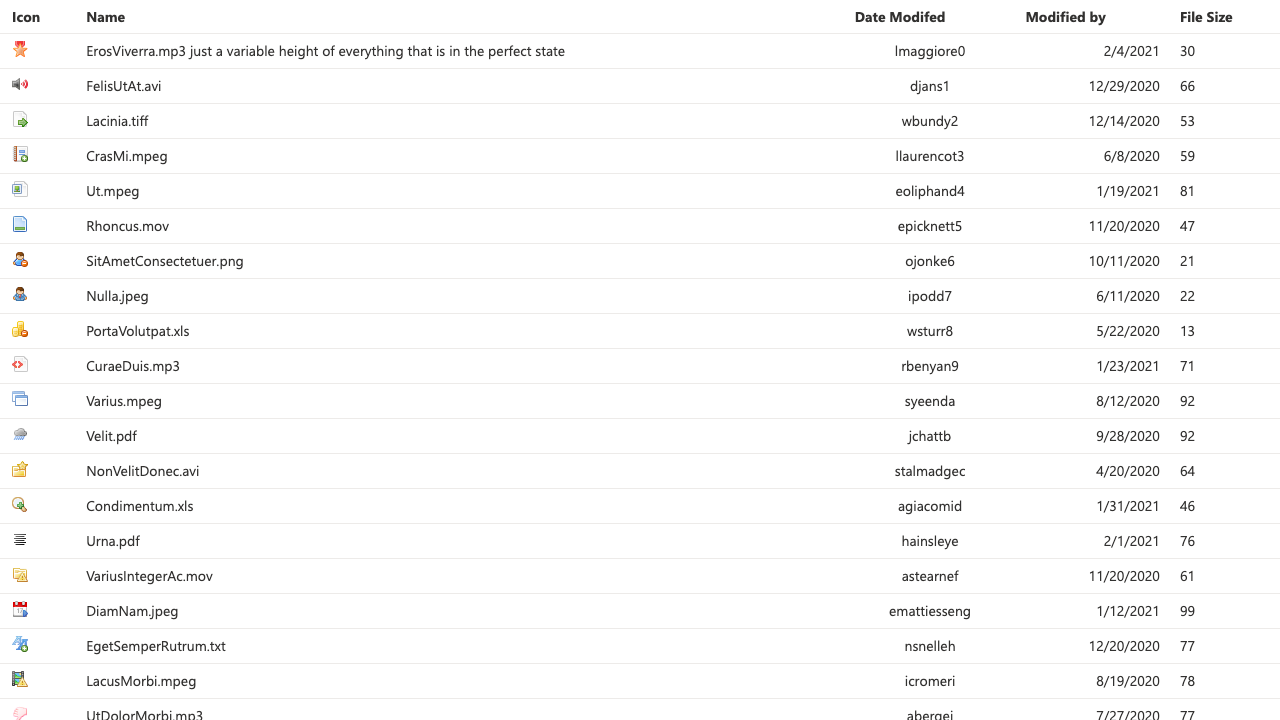 Icon Name Date Modifed Modified by File Size
ErosViverra.mp3 just a variable height of everything that is in the perfect state lmaggiore0 2/4/2021 30
FelisUtAt.avi djans1 12/29/2020 66
Lacinia.tiff wbundy2 12/14/2020 53
CrasMi.mpeg llaurencot3 6/8/2020 59
Ut.mpeg eoliphand4 1/19/2021 81
Rhoncus.mov epicknett5 11/20/2020 47
SitAmetConsectetuer.png ojonke6 10/11/2020 21
Nulla.jpeg ipodd7 6/11/2020 22
PortaVolutpat.xls wsturr8 5/22/2020 13
CuraeDuis.mp3 rbenyan9 1/23/2021 71
Varius.mpeg syeenda 8/12/2020 92
Velit.pdf jchattb 9/28/2020 92
NonVelitDonec.avi stalmadgec 4/20/2020 64
Condimentum.xls agiacomid 1/31/2021 46
Urna.pdf hainsleye 2/1/2021 76
VariusIntegerAc.mov astearnef 11/20/2020 61
DiamNam.jpeg emattiesseng 1/12/2021 99
EgetSemperRutrum.txt nsnelleh 12/20/2020 77
LacusMorbi.mpeg icromeri 8/19/2020 78
UtDolorMorbi.mp3 abergej 7/27/2020 77